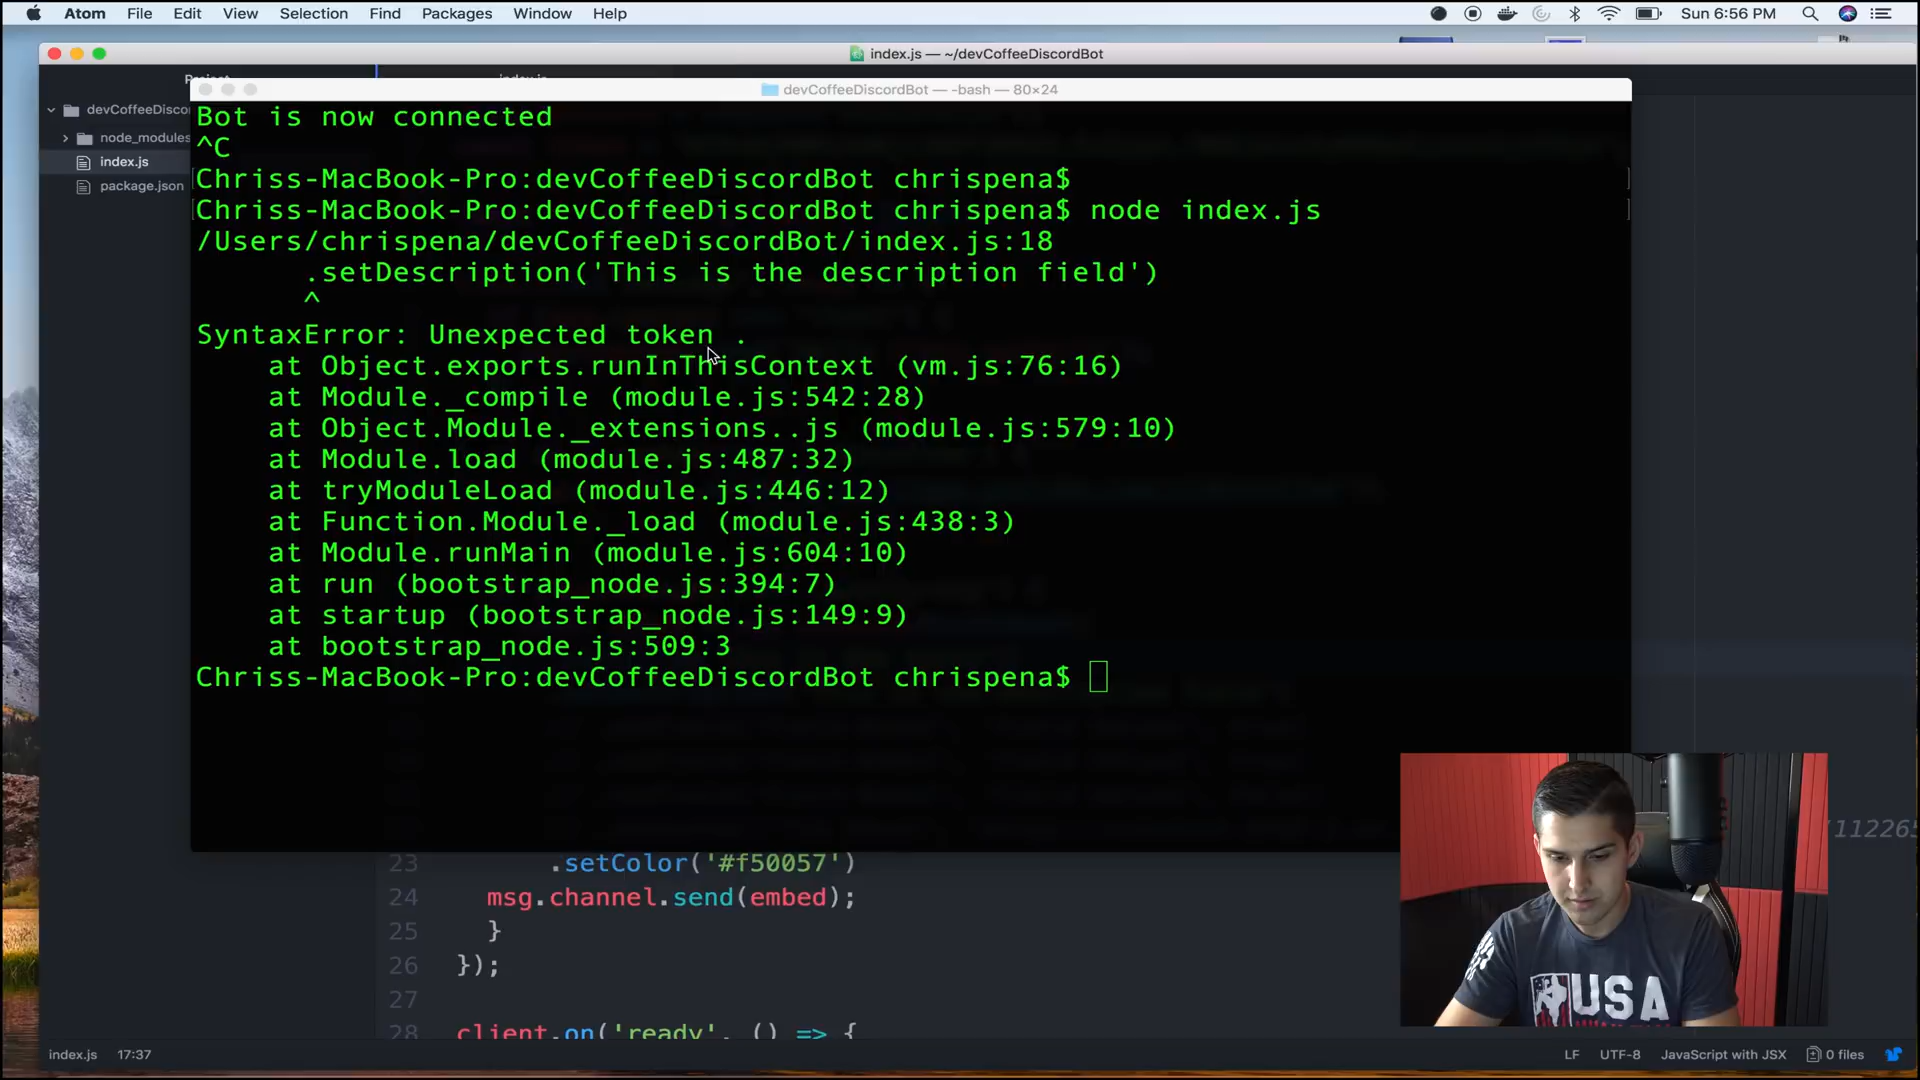 Atom File Edit View Selection Find Packages Window Help Sun 6:56 PM
index.js — ~/devCoffeeDiscordBot
Project index.js
devCoffeeDiscordBot — -bash — 80×24
devCoffeeDisco
node_modules
index.js
package.json
Bot is now connected
^C
Chriss-MacBook-Pro:devCoffeeDiscordBot chrispena$
Chriss-MacBook-Pro:devCoffeeDiscordBot chrispena$ node index.js
/Users/chrispena/devCoffeeDiscordBot/index.js:18
.setDescription('This is the description field')
^
SyntaxError: Unexpected token .
at Object.exports.runInThisContext (vm.js:76:16)
at Module._compile (module.js:542:28)
at Object.Module._extensions..js (module.js:579:10)
at Module.load (module.js:487:32)
at tryModuleLoad (module.js:446:12)
at Function.Module._load (module.js:438:3)
at Module.runMain (module.js:604:10)
at run (bootstrap_node.js:394:7)
at startup (bootstrap_node.js:149:9)
at bootstrap_node.js:509:3
Chriss-MacBook-Pro:devCoffeeDiscordBot chrispena$
23 .setColor('#f50057')
24 msg.channel.send(embed);
25 }
26 });
27
28 client.on('ready', () => {
USA
index.js 17:37 LF UTF-8 JavaScript with JSX 0 files